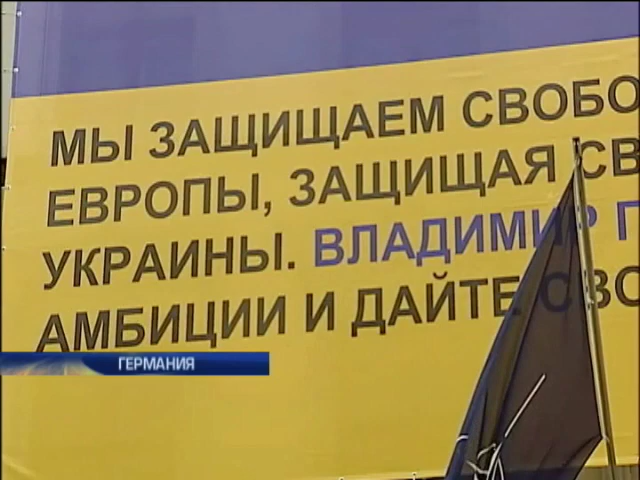 МЫ ЗАЩИЩАЕМ СВОБО
ЕВРОПЫ, ЗАЩИЩАЯ СВ
УКРАИНЫ. ВЛАДИМИР
АМБИЦИИ И ДАЙТЕ СВО
ГЕРМАНИЯ